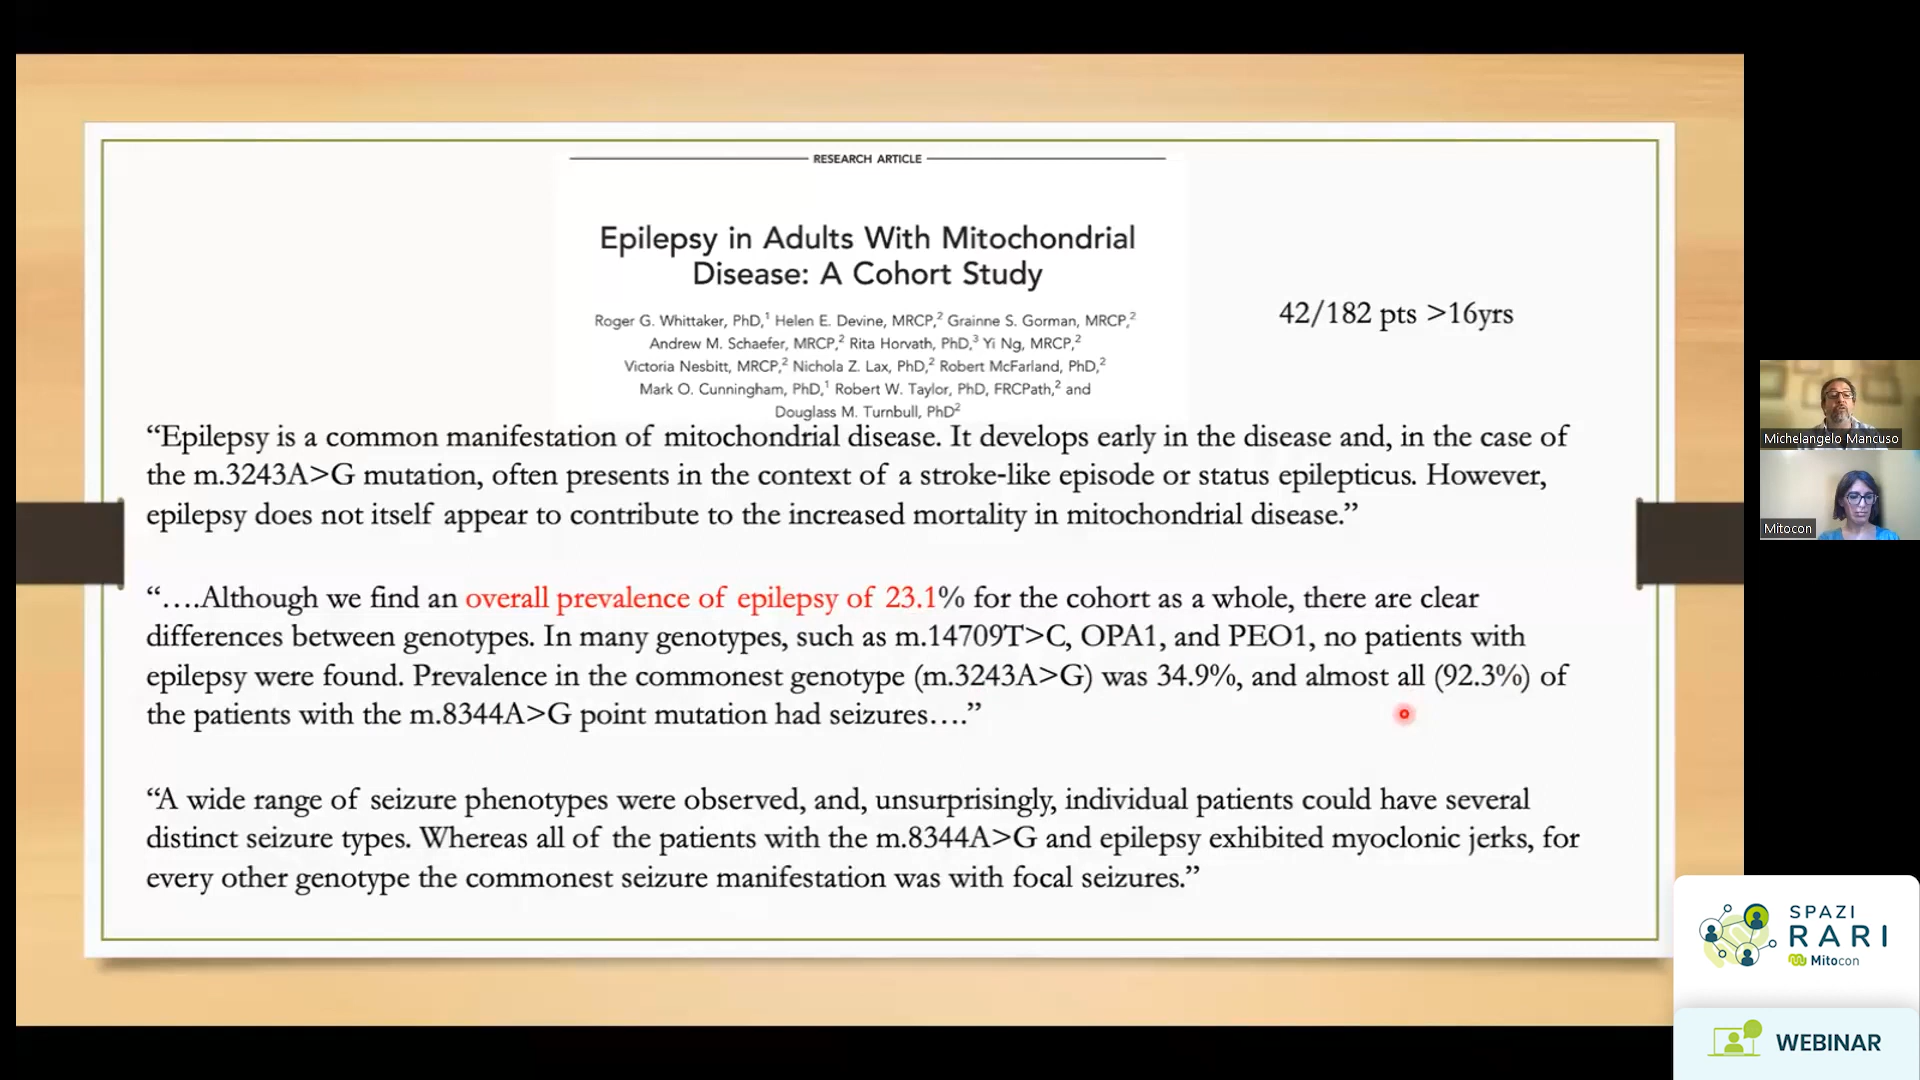 RESEARCH ARTICLE
Epilepsy in Adults With Mitochondrial
Disease: A Cohort Study
Roger G. Whittaker, PhD,¹ Helen E. Devine, MRCP,² Grainne S. Gorman, MRCP,²
Andrew M. Schaefer, MRCP,² Rita Horvath, PhD,³ Yi Ng, MRCP,²
Victoria Nesbitt, MRCP,² Nichola Z. Lax, PhD,² Robert McFarland, PhD,²
Mark O. Cunningham, PhD,¹ Robert W. Taylor, PhD, FRCPath,² and
Douglass M. Turnbull, PhD²
42/182 pts >16yrs
“Epilepsy is a common manifestation of mitochondrial disease. It develops early in the disease and, in the case of
the m.3243A>G mutation, often presents in the context of a stroke-like episode or status epilepticus. However,
epilepsy does not itself appear to contribute to the increased mortality in mitochondrial disease.”
“….Although we find an overall prevalence of epilepsy of 23.1% for the cohort as a whole, there are clear
differences between genotypes. In many genotypes, such as m.14709T>C, OPA1, and PEO1, no patients with
epilepsy were found. Prevalence in the commonest genotype (m.3243A>G) was 34.9%, and almost all (92.3%) of
the patients with the m.8344A>G point mutation had seizures….”
“A wide range of seizure phenotypes were observed, and, unsurprisingly, individual patients could have several
distinct seizure types. Whereas all of the patients with the m.8344A>G and epilepsy exhibited myoclonic jerks, for
every other genotype the commonest seizure manifestation was with focal seizures.”
Michelangelo Mancuso
Mitocon
SPAZI
RARI
Mitocon
WEBINAR